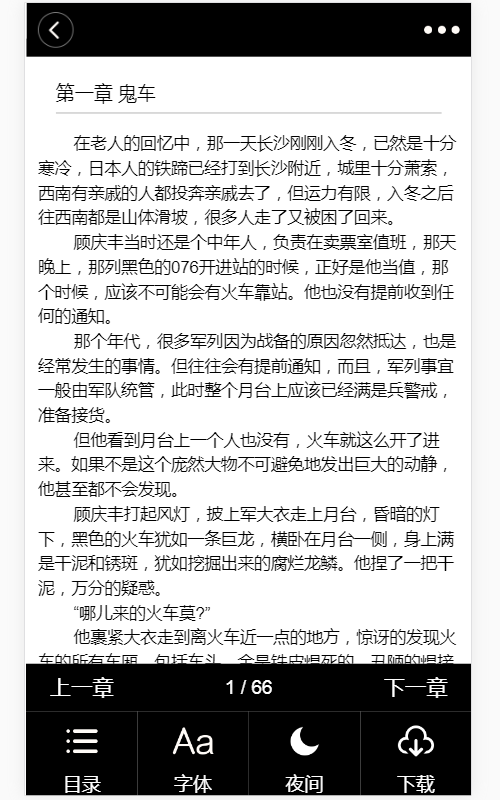 第一章 鬼车
在老人的回忆中，那一天长沙刚刚入冬，已然是十分
寒冷，日本人的铁蹄已经打到长沙附近，城里十分萧索，
西南有亲戚的人都投奔亲戚去了，但运力有限，入冬之后
往西南都是山体滑坡，很多人走了又被困了回来。
顾庆丰当时还是个中年人，负责在卖票室值班，那天
晚上，那列黑色的076开进站的时候，正好是他当值，那
个时候，应该不可能会有火车靠站。他也没有提前收到任
何的通知。
那个年代，很多军列因为战备的原因忽然抵达，也是
经常发生的事情。但往往会有提前通知，而且，军列事宜
一般由军队统管，此时整个月台上应该已经满是兵警戒，
准备接货。
但他看到月台上一个人也没有，火车就这么开了进
来。如果不是这个庞然大物不可避免地发出巨大的动静，
他甚至都不会发现。
顾庆丰打起风灯，披上军大衣走上月台，昏暗的灯
下，黑色的火车犹如一条巨龙，横卧在月台一侧，身上满
是干泥和锈斑，犹如挖掘出来的腐烂龙鳞。他捏了一把干
泥，万分的疑惑。
“哪儿来的火车莫?”
他裹紧大衣走到离火车近一点的地方，惊讶的发现火
车的所有车厢，包括车头，全是铁皮焊死的，丑陋的焊接
上一章 1 / 66 下一章
Aa
目录 字体 夜间 下载